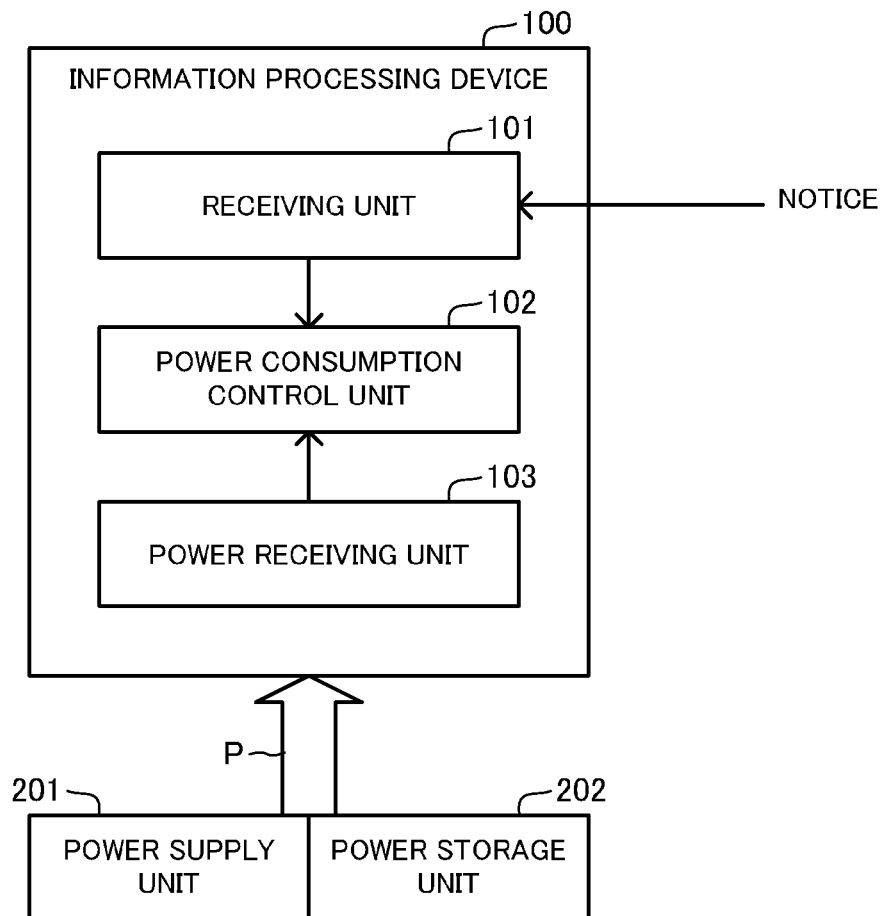 100
INFORMATION PROCESSING DEVICE
101
RECEIVING UNIT
NOTICE
102
POWER CONSUMPTION
CONTROL UNIT
103
POWER RECEIVING UNIT
P
201
202
POWER SUPPLY
UNIT
POWER STORAGE
UNIT